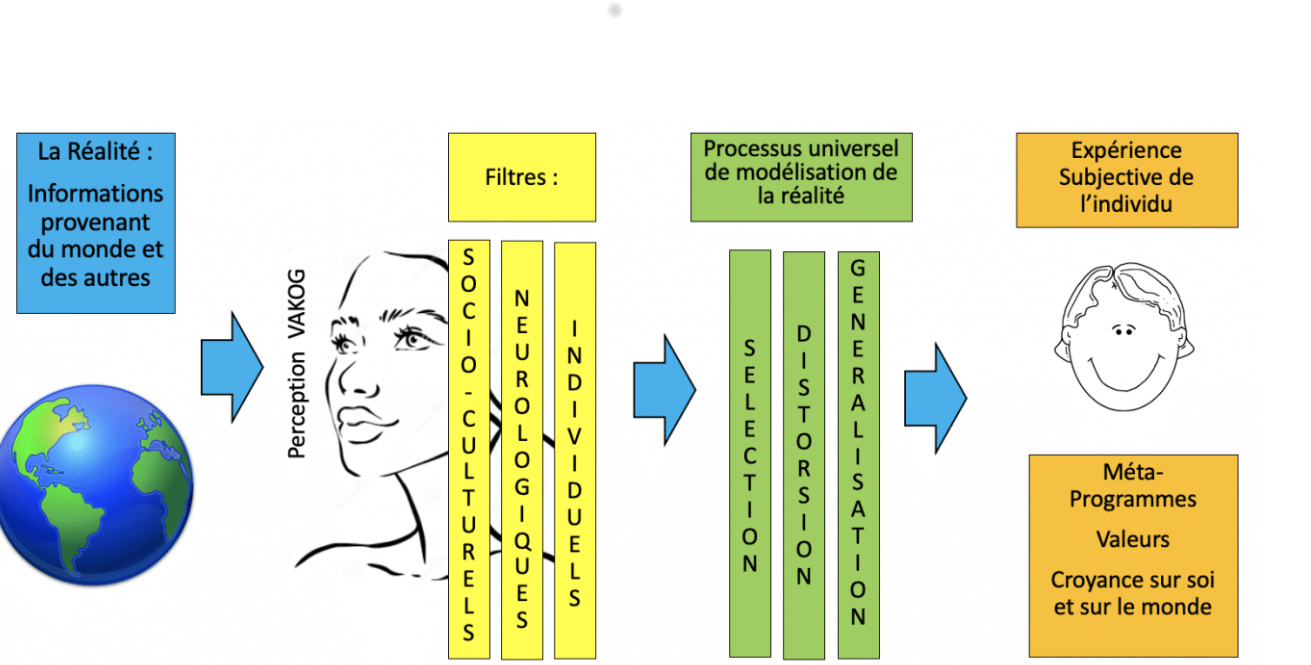 La Réalité :
Informations
provenant
du monde et
des autres
Perception VAKOG
Filtres :
SOCIO-CULTURELS
NEUROLOGIQUES
INDIVIDUELS
Processus universel
de modélisation de
la réalité
SELECTION
DISTORSION
GENERALISATION
Expérience
Subjective de
l’individu
Méta-
Programmes
Valeurs
Croyance sur soi
et sur le monde